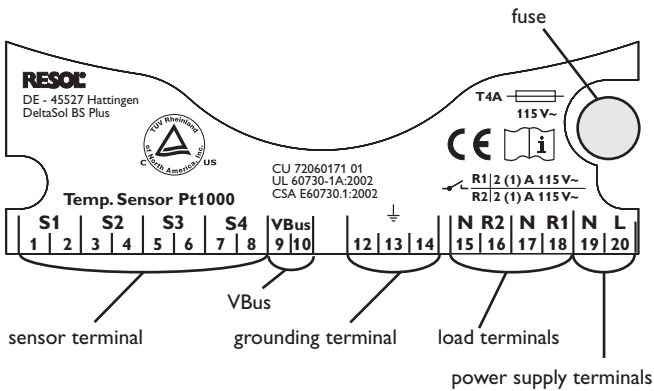 fuse
RESOL®
DE - 45527 Hattingen
DeltaSol BS Plus
T4A
115 V~
TUV Rheinland
of North America, Inc.
C US
CE i
CU 72060171 01
UL 60730-1A:2002
CSA E60730.1:2002
R1 2 (1) A 115 V~
R2 2 (1) A 115 V~
Temp. Sensor Pt1000
S1 S2 S3 S4 VBus N R2 N R1 N L
1 2 3 4 5 6 7 8 9 10 12 13 14 15 16 17 18 19 20
VBus
sensor terminal
grounding terminal
load terminals
power supply terminals